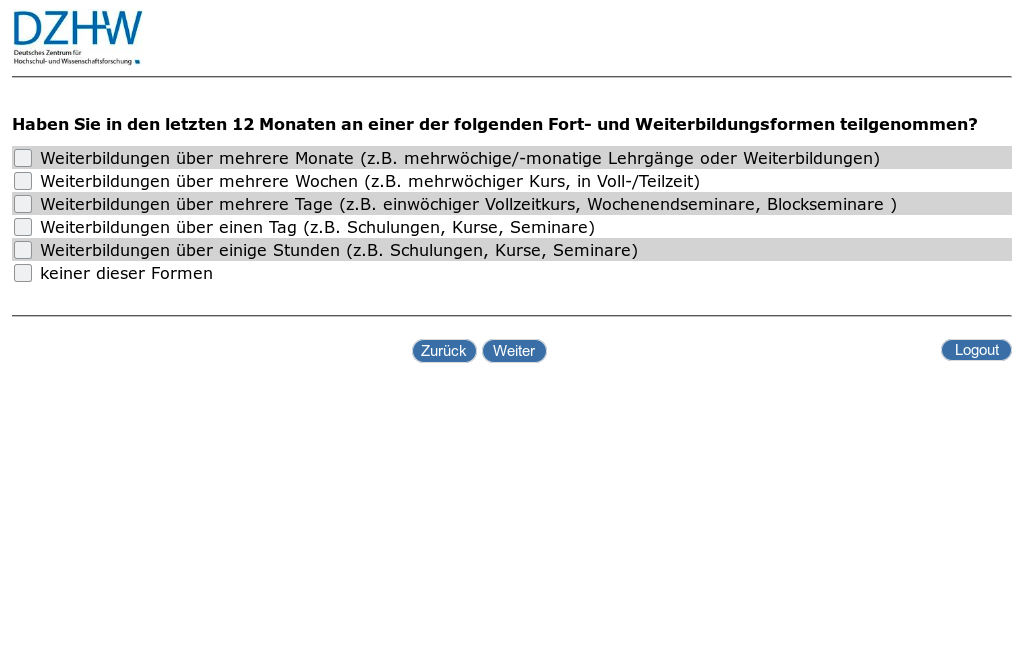 DZHW
Deutsches Zentrum für
Hochschul- und Wissenschaftsforschung
Haben Sie in den letzten 12 Monaten an einer der folgenden Fort- und Weiterbildungsformen teilgenommen?
Weiterbildungen über mehrere Monate (z.B. mehrwöchige/-monatige Lehrgänge oder Weiterbildungen)
Weiterbildungen über mehrere Wochen (z.B. mehrwöchiger Kurs, in Voll-/Teilzeit)
Weiterbildungen über mehrere Tage (z.B. einwöchiger Vollzeitkurs, Wochenendseminare, Blockseminare )
Weiterbildungen über einen Tag (z.B. Schulungen, Kurse, Seminare)
Weiterbildungen über einige Stunden (z.B. Schulungen, Kurse, Seminare)
keiner dieser Formen
Zurück Weiter Logout